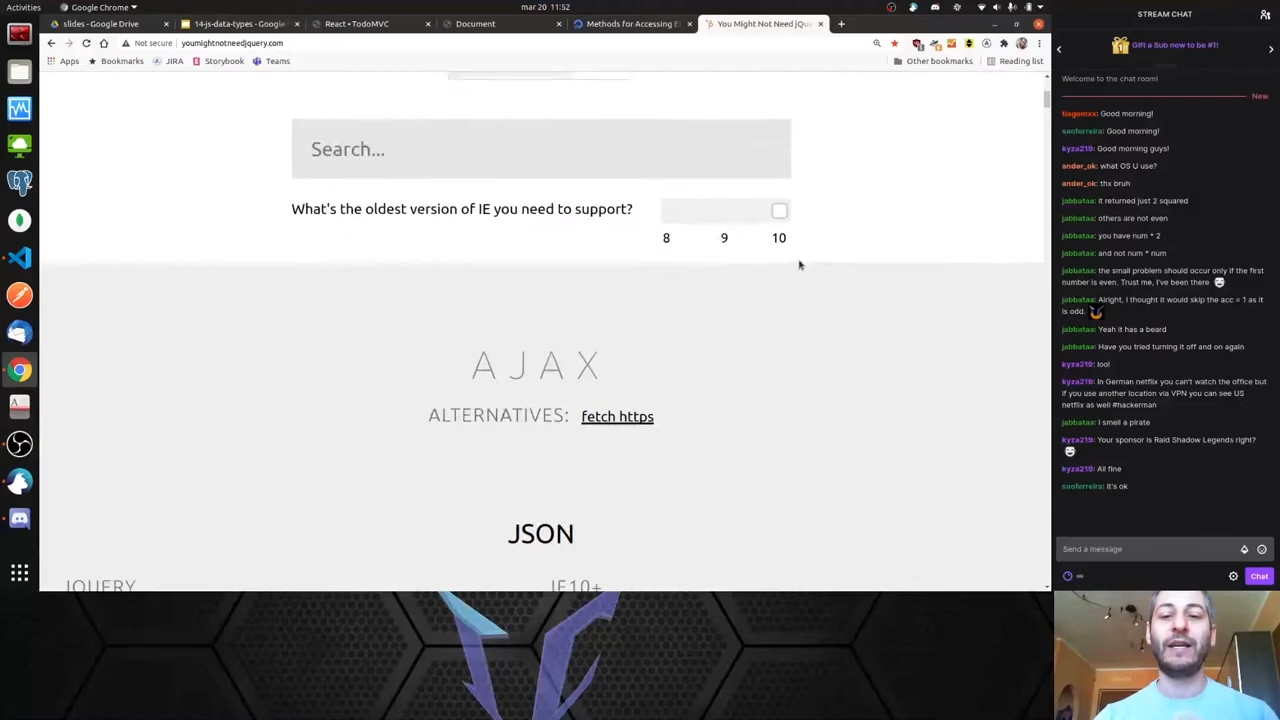 Activities
Google Chrome
mar 20 11:52
slides - Google Drive
14-js-data-types - Google
React • TodoMVC
Document
Methods for Accessing E
You Might Not Need jQu
Not secure
youmightnotneedjquery.com
Apps
Bookmarks
JIRA
Storybook
Teams
Other bookmarks
Reading list
Search...
What's the oldest version of IE you need to support?
8 9 10
AJAX
ALTERNATIVES: fetch https
JSON
JQUERY
IE10+
STREAM CHAT
Gift a Sub now to be #1!
Welcome to the chat room!
New
tiagomxx: Good morning!
saoferreira: Good morning!
kyza219: Good morning guys!
ander_ok: what OS U use?
ander_ok: thx bruh
jabbataa: it returned just 2 squared
jabbataa: others are not even
jabbataa: you have num * 2
jabbataa: and not num * num
jabbataa: the small problem should occur only if the first
number is even. Trust me, I've been there
jabbataa: Alright, I thought it would skip the acc = 1 as it
is odd.
jabbataa: Yeah it has a beard
jabbataa: Have you tried turning it off and on again
kyza219: lool
kyza219: In German netflix you can't watch the office but
if you use another location via VPN you can see US
netflix as well #hackerman
jabbataa: I smell a pirate
kyza219: Your sponsor is Raid Shadow Legends right?
kyza219: All fine
saoferreira: It's ok
Send a message
Chat